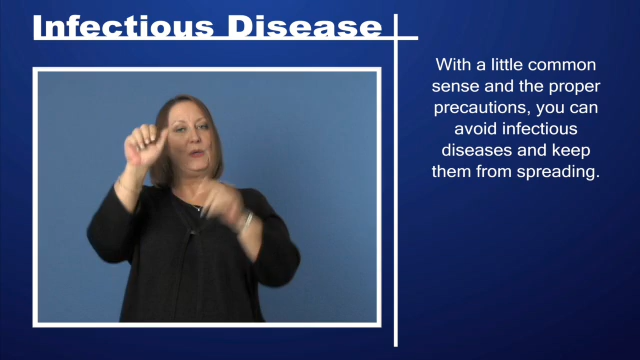 Infectious Disease
With a little common
sense and the proper
precautions, you can
avoid infectious
diseases and keep
them from spreading.